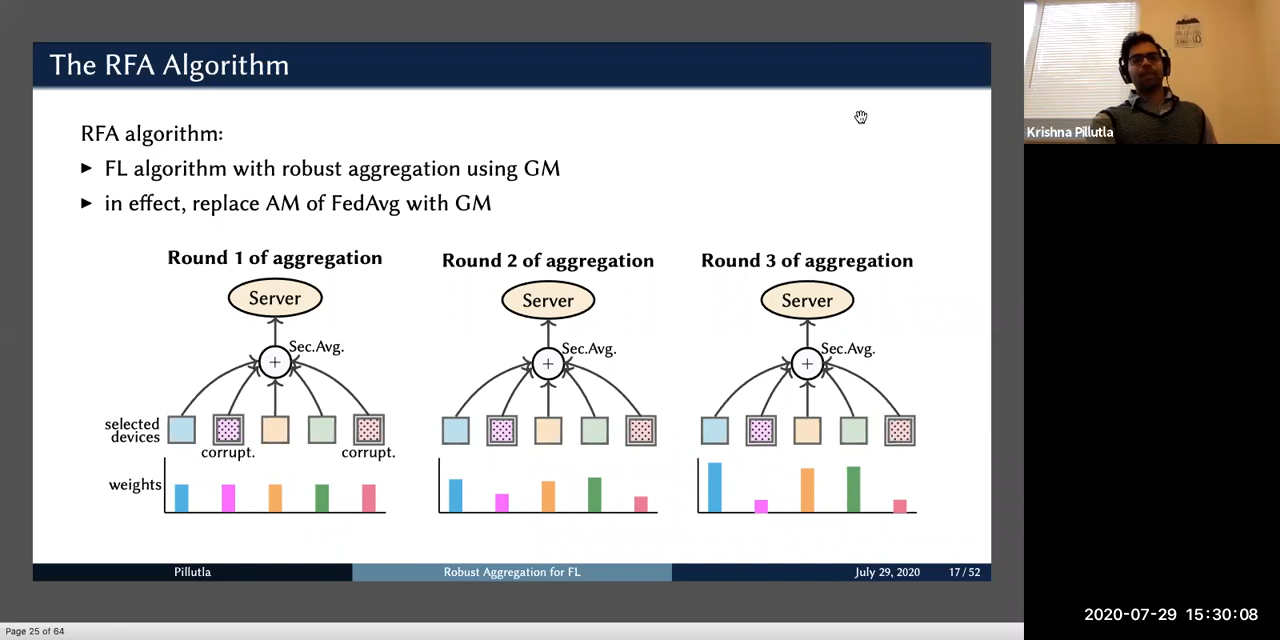 The RFA Algorithm
RFA algorithm:
▶ FL algorithm with robust aggregation using GM
▶ in effect, replace AM of FedAvg with GM
Round 1 of aggregation
Server
Sec.Avg.
+
selected
devices
corrupt.
corrupt.
weights
Round 2 of aggregation
Server
Sec.Avg.
+
Round 3 of aggregation
Server
Sec.Avg.
+
Pillutla
Robust Aggregation for FL
July 29, 2020
17/52
Krishna Pillutla
2020-07-29 15:30:08
Page 25 of 64